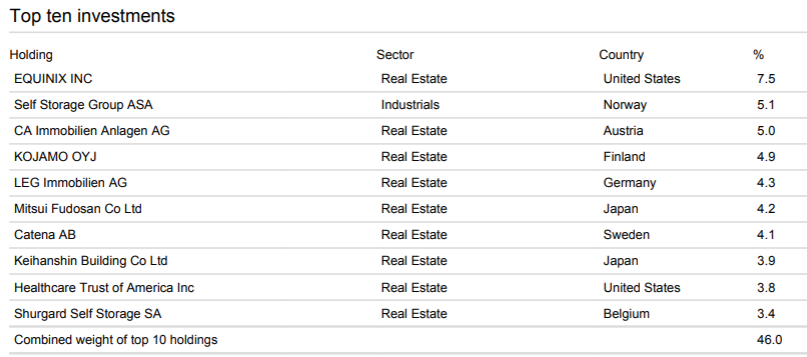 Top ten investments
Holding Sector Country %
EQUINIX INC Real Estate United States 7.5
Self Storage Group ASA Industrials Norway 5.1
CA Immobilien Anlagen AG Real Estate Austria 5.0
KOJAMO OYJ Real Estate Finland 4.9
LEG Immobilien AG Real Estate Germany 4.3
Mitsui Fudosan Co Ltd Real Estate Japan 4.2
Catena AB Real Estate Sweden 4.1
Keihanshin Building Co Ltd Real Estate Japan 3.9
Healthcare Trust of America Inc Real Estate United States 3.8
Shurgard Self Storage SA Real Estate Belgium 3.4
Combined weight of top 10 holdings 46.0